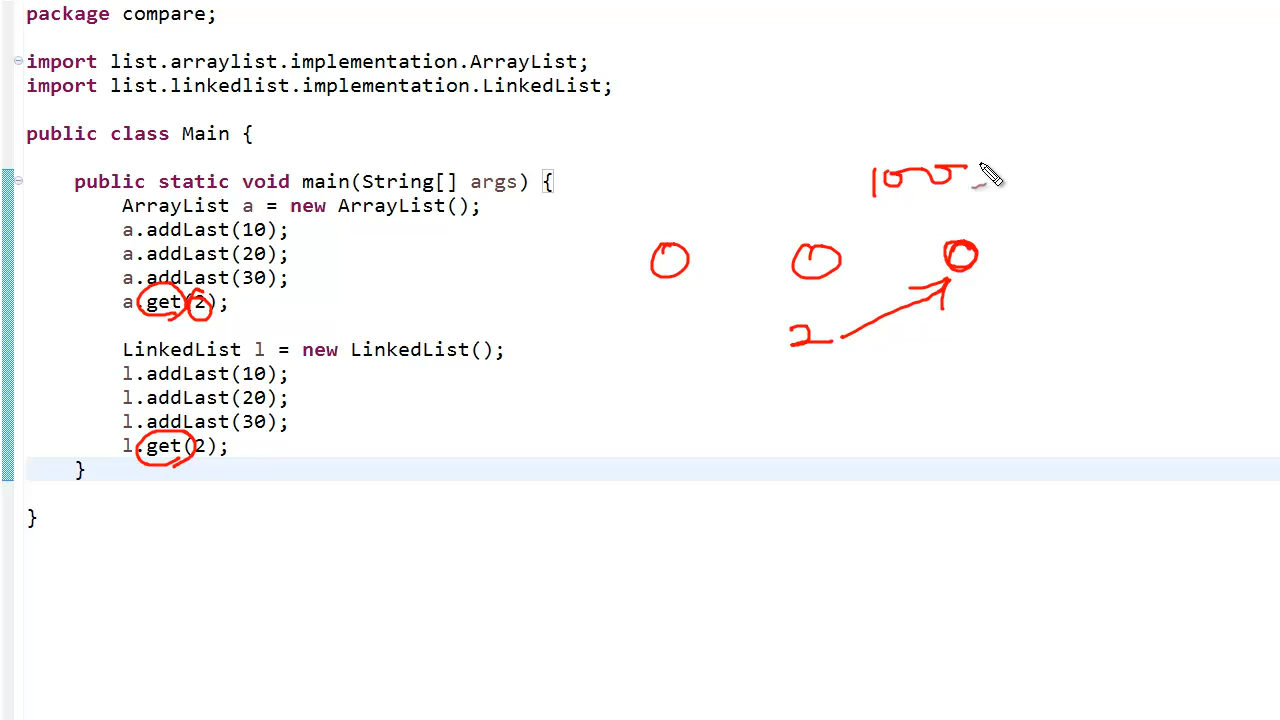 package compare;
import list.arraylist.implementation.ArrayList;
import list.linkedlist.implementation.LinkedList;
public class Main {
public static void main(String[] args) {
ArrayList a = new ArrayList();
a.addLast(10);
a.addLast(20);
a.addLast(30);
a.get(2);
LinkedList l = new LinkedList();
l.addLast(10);
l.addLast(20);
l.addLast(30);
l.get(2);
}
}
2